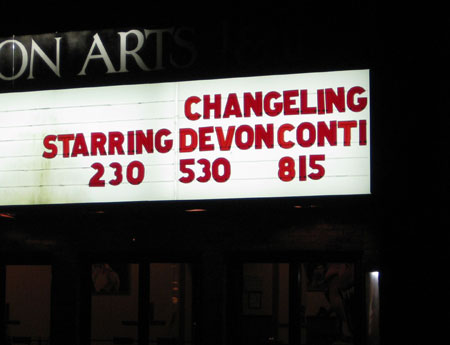 ON ARTS
CHANGELING
STARRING DEVON CONTI
230 530 815